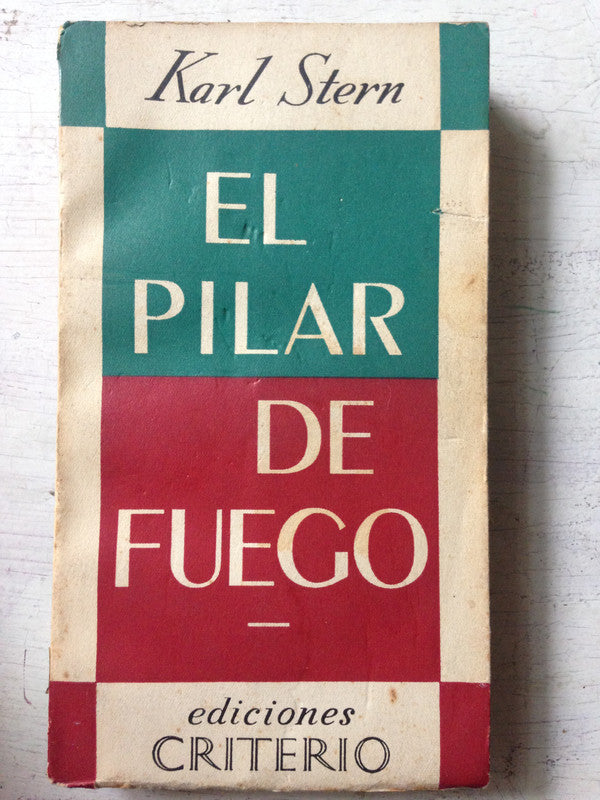 Karl Stern
EL
PILAR
DE
FUEGO
ediciones
CRITERIO